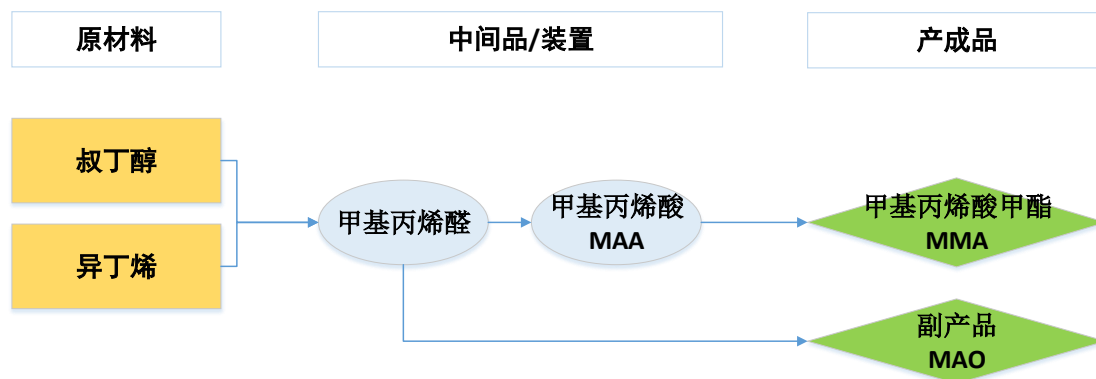 原材料
中间品/装置
产成品
叔丁醇
异丁烯
甲基丙烯醛
甲基丙烯酸
MAA
甲基丙烯酸甲酯
MMA
副产品
MAO